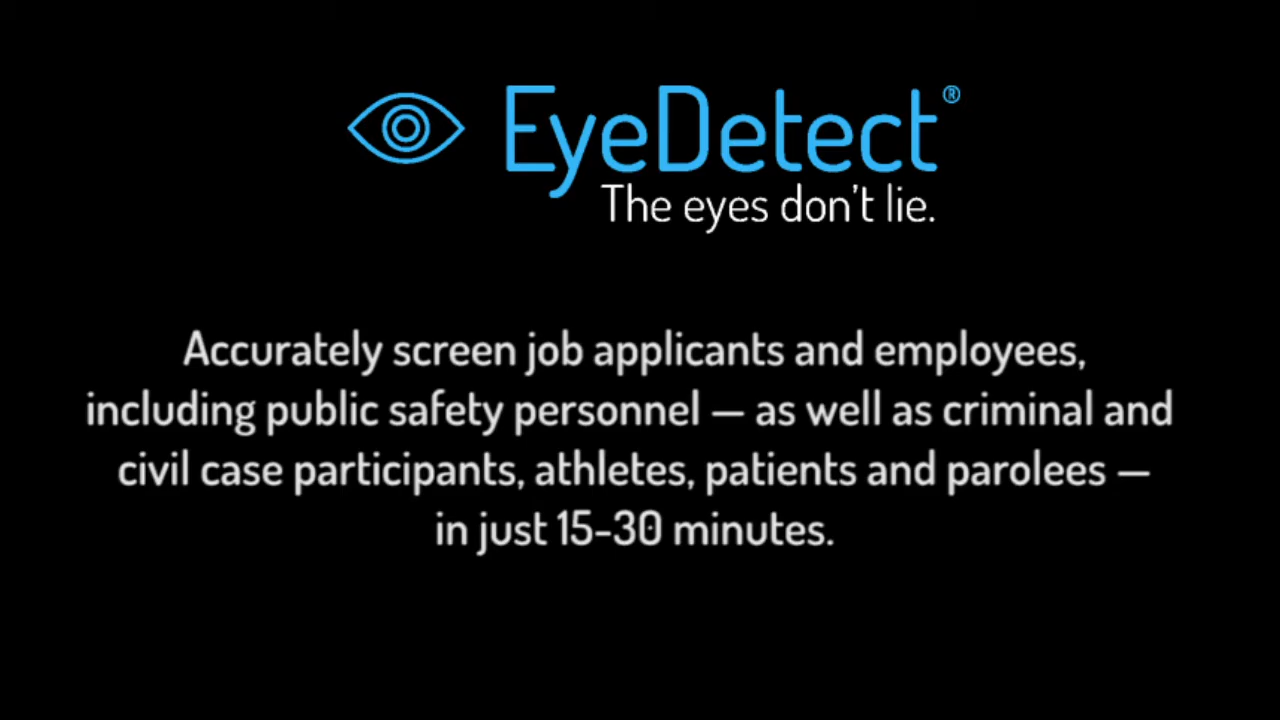 EyeDetect®
The eyes don't lie.
Accurately screen job applicants and employees,
including public safety personnel — as well as criminal and
civil case participants, athletes, patients and parolees —
in just 15-30 minutes.